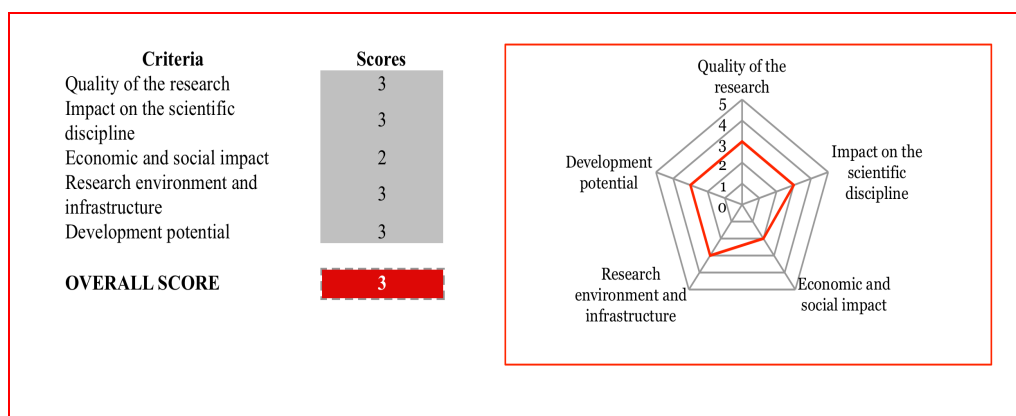 Criteria Scores
Quality of the research 3
Impact on the scientific
discipline 3
Economic and social impact 2
Research environment and
infrastructure 3
Development potential 3
OVERALL SCORE 3
Quality of the
research
5
4
3
2
1
0
Impact on the
scientific
discipline
Economic and
social impact
Research
environment and
infrastructure
Development
potential